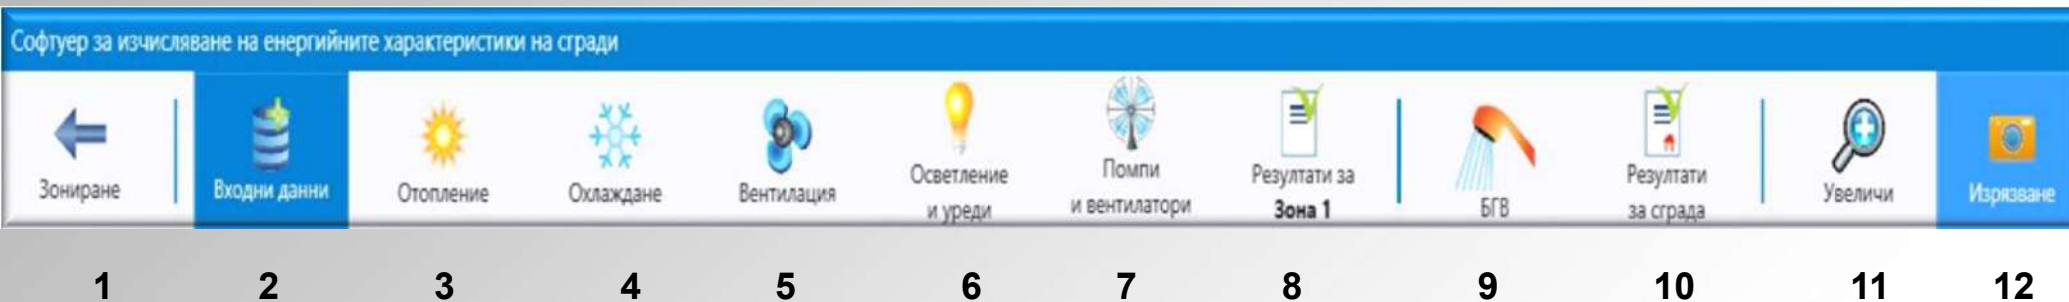 Софтуер за изчисляване на енергийните характеристики на сгради
Зониране
Входни данни
Отопление
Охлаждане
Вентилация
Осветление
и уреди
Помпи
и вентилатори
Резултати за
Зона 1
БГВ
Резултати
за сграда
Увеличи
Изрязване
1 2 3 4 5 6 7 8 9 10 11 12